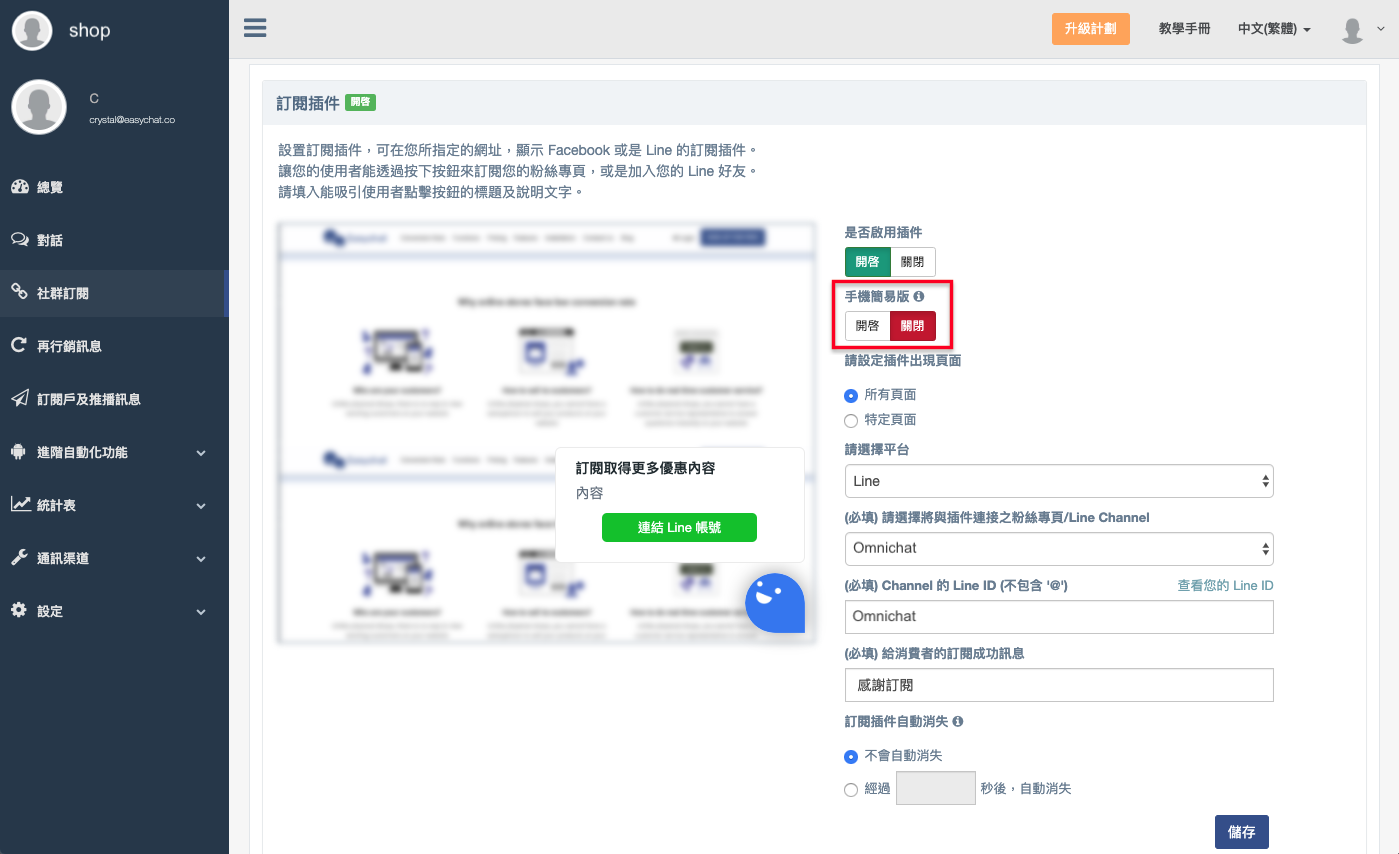 shop
升級計劃
教學手冊
中文(繁體)
C
crystal@easychat.co
總覽
對話
社群訂閱
再行銷訊息
訂閱戶及推播訊息
進階自動化功能
統計表
通訊渠道
設定
訂閱插件 開啓
設置訂閱插件，可在您所指定的網址，顯示 Facebook 或是 Line 的訂閱插件。
讓您的使用者能透過按下按鈕來訂閱您的粉絲專頁，或是加入您的 Line 好友。
請填入能吸引使用者點擊按鈕的標題及說明文字。
訂閱取得更多優惠內容
內容
連結 Line 帳號
是否啟用插件
開啓 關閉
手機簡易版
開啓 關閉
請設定插件出現頁面
所有頁面
特定頁面
請選擇平台
Line
(必填) 請選擇將與插件連接之粉絲專頁/Line Channel
Omnichat
(必填) Channel 的 Line ID (不包含 '@') 查看您的 Line ID
Omnichat
(必填) 給消費者的訂閱成功訊息
感謝訂閱
訂閱插件自動消失
不會自動消失
經過 秒後，自動消失
儲存